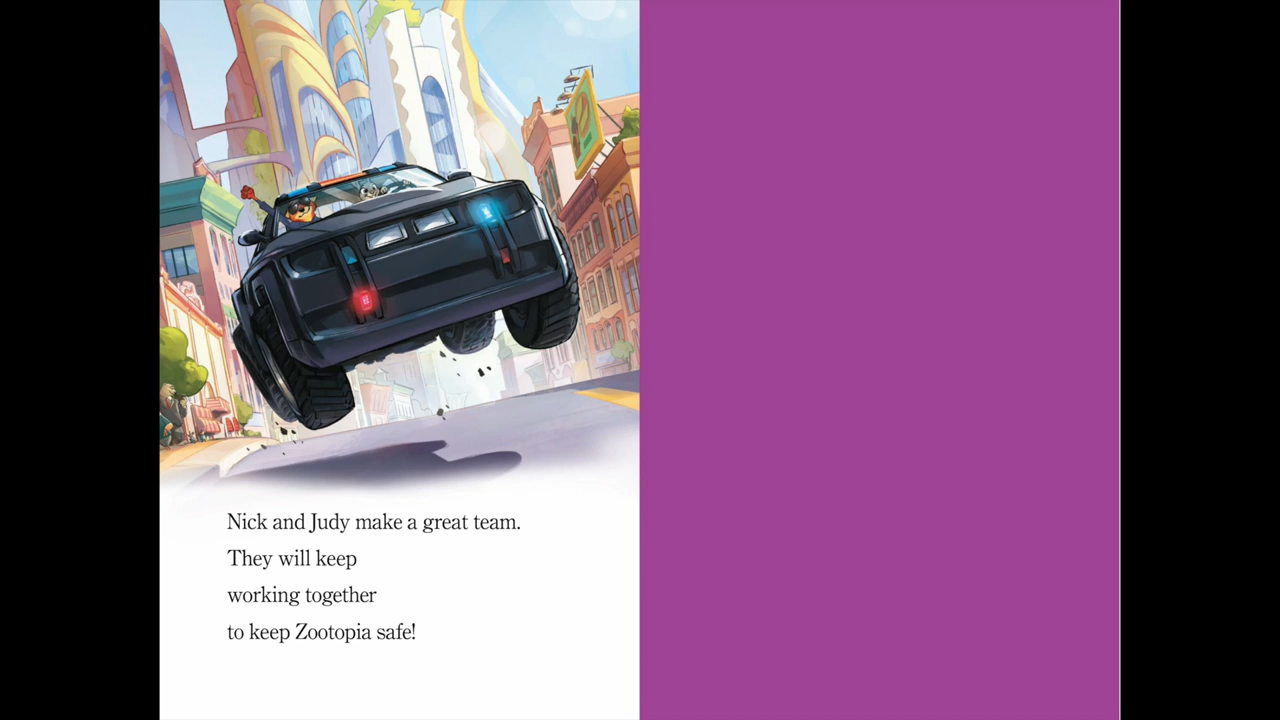 Nick and Judy make a great team.
They will keep
working together
to keep Zootopia safe!